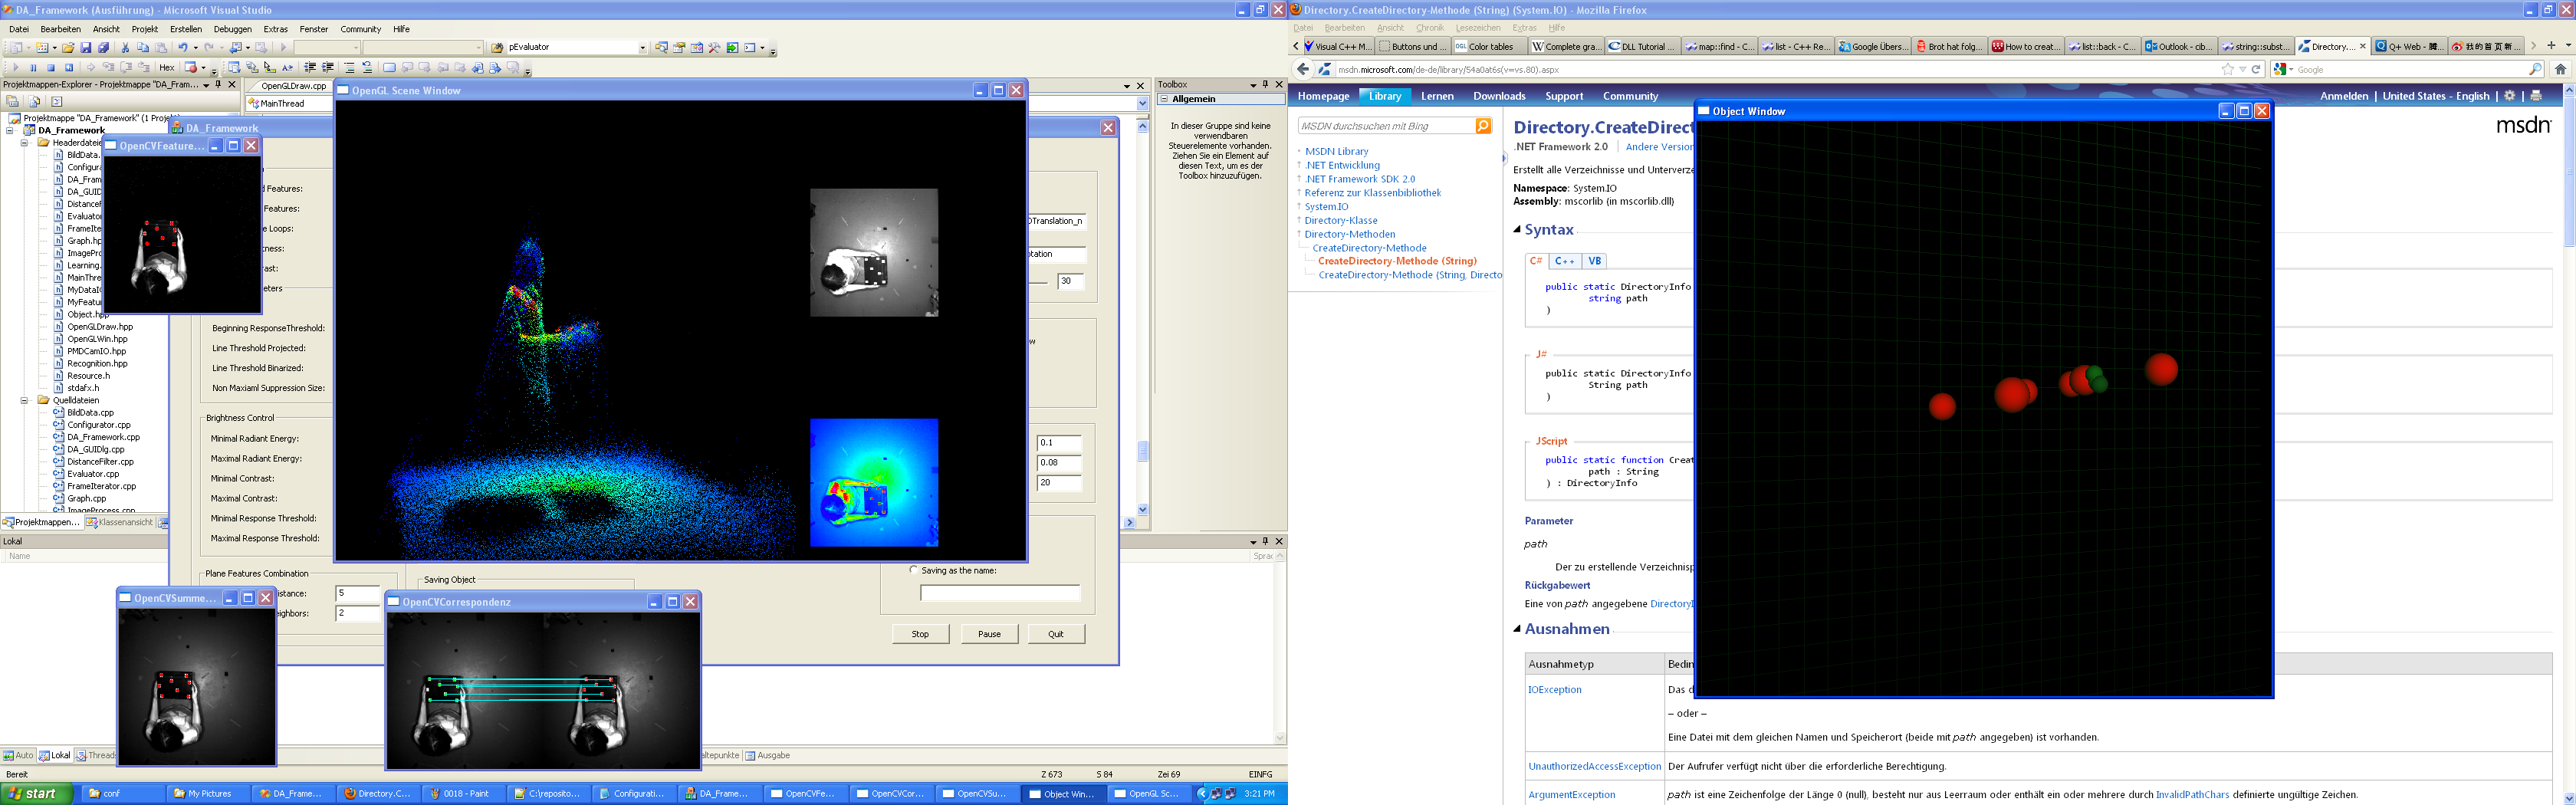 DA_Framework (Ausführung) - Microsoft Visual Studio
Datei Bearbeiten Ansicht Projekt Erstellen Debuggen Extras Fenster Community Hilfe
pEvaluator
Hex
Projektmappen-Explorer - Projektmappe "DA_Fram...
OpenGLDraw.cpp
MainThread
Projektmappe "DA_Framework" (1 Proje
DA_Framework
Headerdateie
BildData.
Configura
DA_Fram
DA_GUID
DistanceF
Evaluator
FrameIte
Graph.hp
ImagePro
Learning.
MainThre
MyDataIO
MyFeatur
Object.hpp
OpenGLDraw.hpp
OpenGLWin.hpp
PMDCamIO.hpp
Recognition.hpp
Resource.h
stdafx.h
Quelldateien
BildData.cpp
Configurator.cpp
DA_Framework.cpp
DA_GUIDlg.cpp
DistanceFilter.cpp
Evaluator.cpp
FrameIterator.cpp
Graph.cpp
ImageProcess.cpp
Projektmappen...
Klassenansicht
Lokal
Name
DA_Framework
d Features:
Features:
e Loops:
tness:
ast:
meters
Beginning ResponseThreshold:
Line Threshold Projected:
Line Threshold Binarized:
Non Maxiaml Suppression Size:
Brightness Control
Minimal Radiant Energy:
Maximal Radiant Energy:
Minimal Contrast:
Maximal Contrast:
Minimal Response Threshold:
Maximal Response Threshold:
Plane Features Combination
istance:
5
eighbors:
2
Saving Object
DTranslation_n
otation
30
0.1
0.08
20
Saving as the name:
Stop
Pause
Quit
OpenCVFeature...
OpenGL Scene Window
OpenCVSumme...
OpenCVCorrespondenz
Toolbox
Allgemein
In dieser Gruppe sind keine
verwendbaren
Steuerelemente vorhanden.
Ziehen Sie ein Element auf
diesen Text, um es der
Toolbox hinzuzufügen.
Sprac
Auto
Lokal
Threads
altepunkte
Ausgabe
Bereit
Z 673
S 84
Zei 69
EINFG
start
conf
My Pictures
DA_Frame...
Directory.C...
0018 - Paint
C:\reposito...
Configurati...
DA_Frame...
OpenCVFe...
OpenCVCor...
OpenCVSu...
Object Win...
OpenGL Sc...
3:21 PM
Directory.CreateDirectory-Methode (String) (System.IO) - Mozilla Firefox
Datei Bearbeiten Ansicht Chronik Lesezeichen Extras Hilfe
Visual C++ M...
Buttons und ...
Color tables
Complete gra...
DLL Tutorial ...
map::find - C...
list - C++ Re...
Google Übers...
Brot hat folg...
How to creat...
list::back - C...
Outlook - cib...
string::subst...
Directory....
Q+ Web - 腾...
我的首页 新...
msdn.microsoft.com/de-de/library/54a0at6s(v=vs.80).aspx
Google
Homepage
Library
Lernen
Downloads
Support
Community
Anmelden
United States - English
MSDN durchsuchen mit Bing
MSDN Library
.NET Entwicklung
.NET Framework SDK 2.0
Referenz zur Klassenbibliothek
System.IO
Directory-Klasse
Directory-Methoden
CreateDirectory-Methode
CreateDirectory-Methode (String)
CreateDirectory-Methode (String, Directo
msdn
Directory.CreateDirect
.NET Framework 2.0
Andere Version
Erstellt alle Verzeichnisse und Unterverze
Namespace: System.IO
Assembly: mscorlib (in mscorlib.dll)
Syntax
C#
C++
VB
public static DirectoryInfo
string path
)
J#
public static DirectoryInfo
String path
)
JScript
public static function Creat
path : String
) : DirectoryInfo
Parameter
path
Der zu erstellende Verzeichnisp
Rückgabewert
Eine von path angegebene DirectoryI
Ausnahmen
Ausnahmetyp
Bedin
IOException
Das d
– oder –
Eine Datei mit dem gleichen Namen und Speicherort (beide mit path angegeben) ist vorhanden.
UnauthorizedAccessException
Der Aufrufer verfügt nicht über die erforderliche Berechtigung.
ArgumentException
path ist eine Zeichenfolge der Länge 0 (null), besteht nur aus Leerraum oder enthält ein oder mehrere durch InvalidPathChars definierte ungültige Zeichen.
Object Window